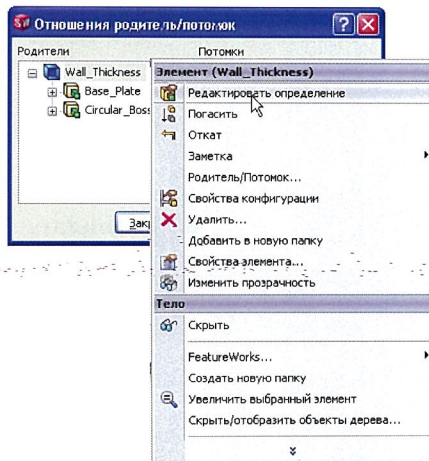 Отношения родитель/потомок
Родители Потомки
Wall_Thickness
Base_Plate
Circular_Boss
Элемент (Wall_Thickness)
Редактировать определение
Погасить
Откат
Заметка
Родитель/Потомок...
Свойства конфигурации
Удалить...
Добавить в новую папку
Свойства элемента...
Изменить прозрачность
Тело
Скрыть
FeatureWorks...
Создать новую папку
Увеличить выбранный элемент
Скрыть/отобразить объекты дерева...